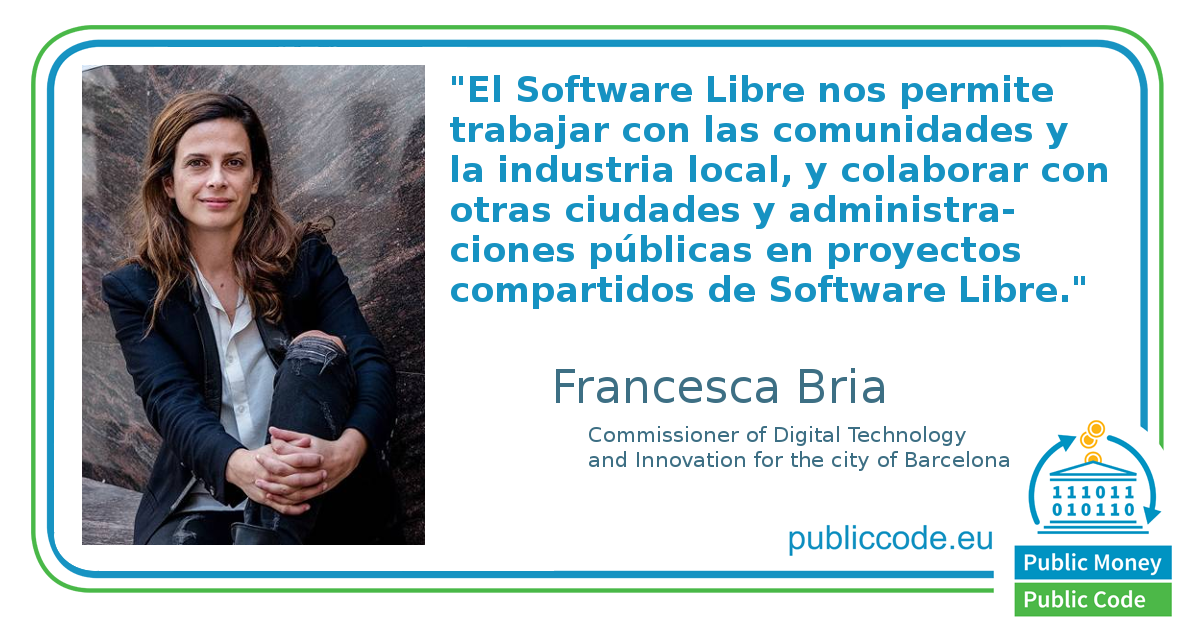 "El Software Libre nos permite
trabajar con las comunidades y
la industria local, y colaborar con
otras ciudades y administra-
ciones públicas en proyectos
compartidos de Software Libre."
Francesca Bria
Commissioner of Digital Technology
and Innovation for the city of Barcelona
111011
010110
publiccode.eu
Public Money
Public Code